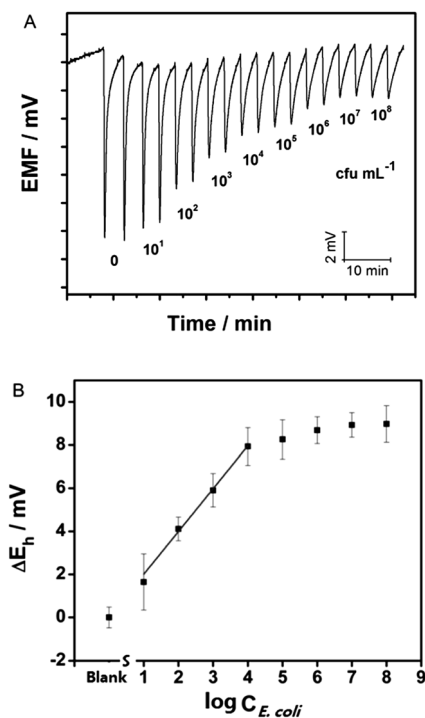 A
EMF / mV
0
10¹
10²
10³
10⁴
10⁵
10⁶
10⁷
10⁸
cfu mL⁻¹
2 mV
10 min
Time / min
B
10
8
6
4
2
0
-2
ΔEₕ / mV
Blank S 1 2 3 4 5 6 7 8 9
log C E. coli